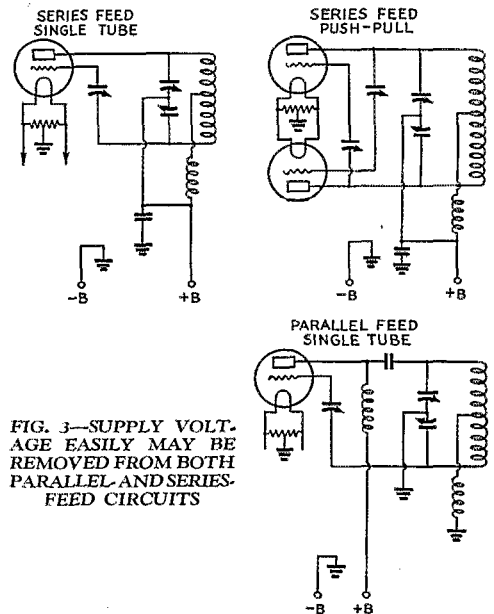 SERIES FEED
SINGLE TUBE
-B
+B
SERIES FEED
PUSH-PULL
-B
+B
PARALLEL FEED
SINGLE TUBE
-B
+B
FIG. 3—SUPPLY VOLT-
AGE EASILY MAY BE
REMOVED FROM BOTH
PARALLEL- AND SERIES-
FEED CIRCUITS